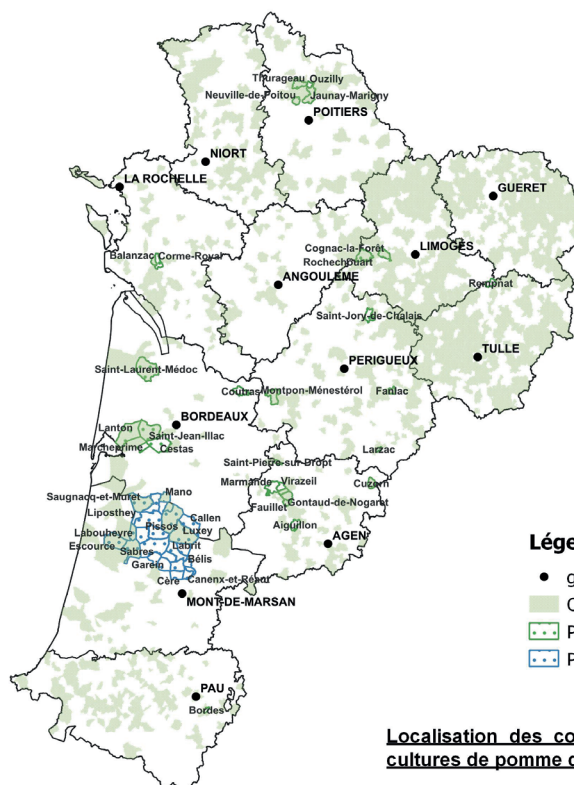 Thurageau Ouzilly
Neuville-de-Poitou Jaunay-Marigny
POITIERS
NIORT
LA ROCHELLE
GUERET
Cognac-la-Forêt LIMOGES
Rochechouart
Balanzac Corme-Royal
ANGOULEME
Rempnat
Saint-Jory-de-Chalais
TULLE
PERIGUEUX
Saint-Laurent-Médoc
Coutras Montpon-Ménestérol Fanlac
BORDEAUX
Lanton
Saint-Jean-Illac
Marcheprime Cestas
Larzac
Saint-Pierre-sur-Dropt
Marmande Virazeil Cuzorn
Mano
Saugnacq-et-Muret
Gontaud-de-Nogaret
Liposthey Fauillet
Callen
Pissos Aiguillon
Labouheyre Luxey
AGEN
Escource Sabres Labrit
Garein Bélis
Cère Canenx-et-Réaut
MONT-DE-MARSAN
PAU
Bordes
Lége
g
C
P
P
Localisation des co
cultures de pomme d